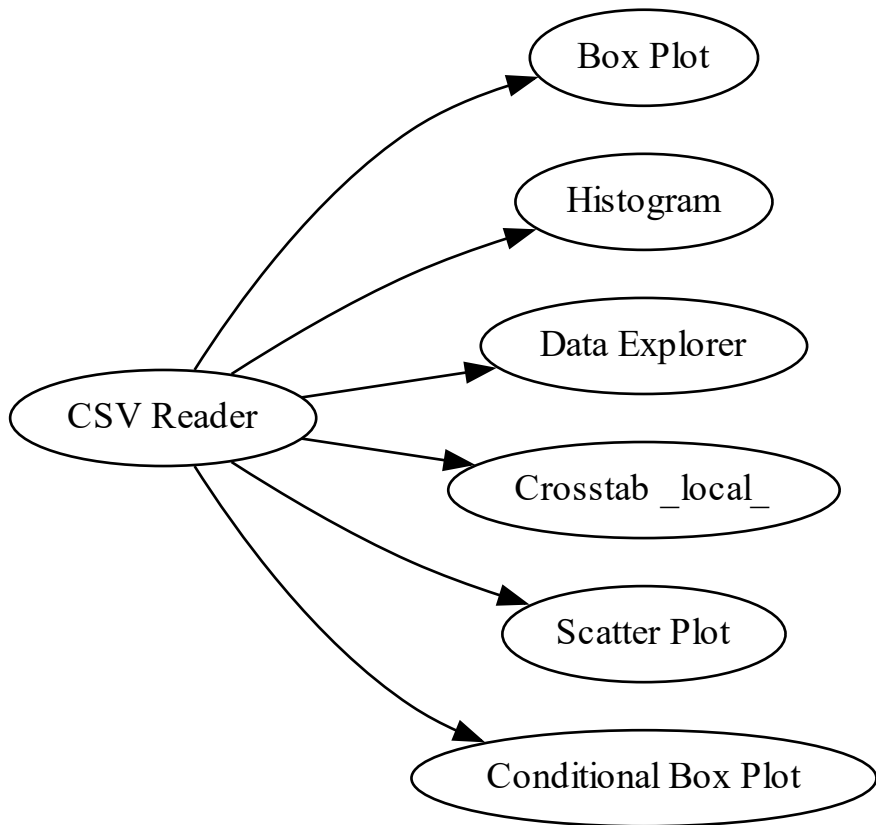 Box Plot
Histogram
Data Explorer
CSV Reader
Crosstab _local_
Scatter Plot
Conditional Box Plot